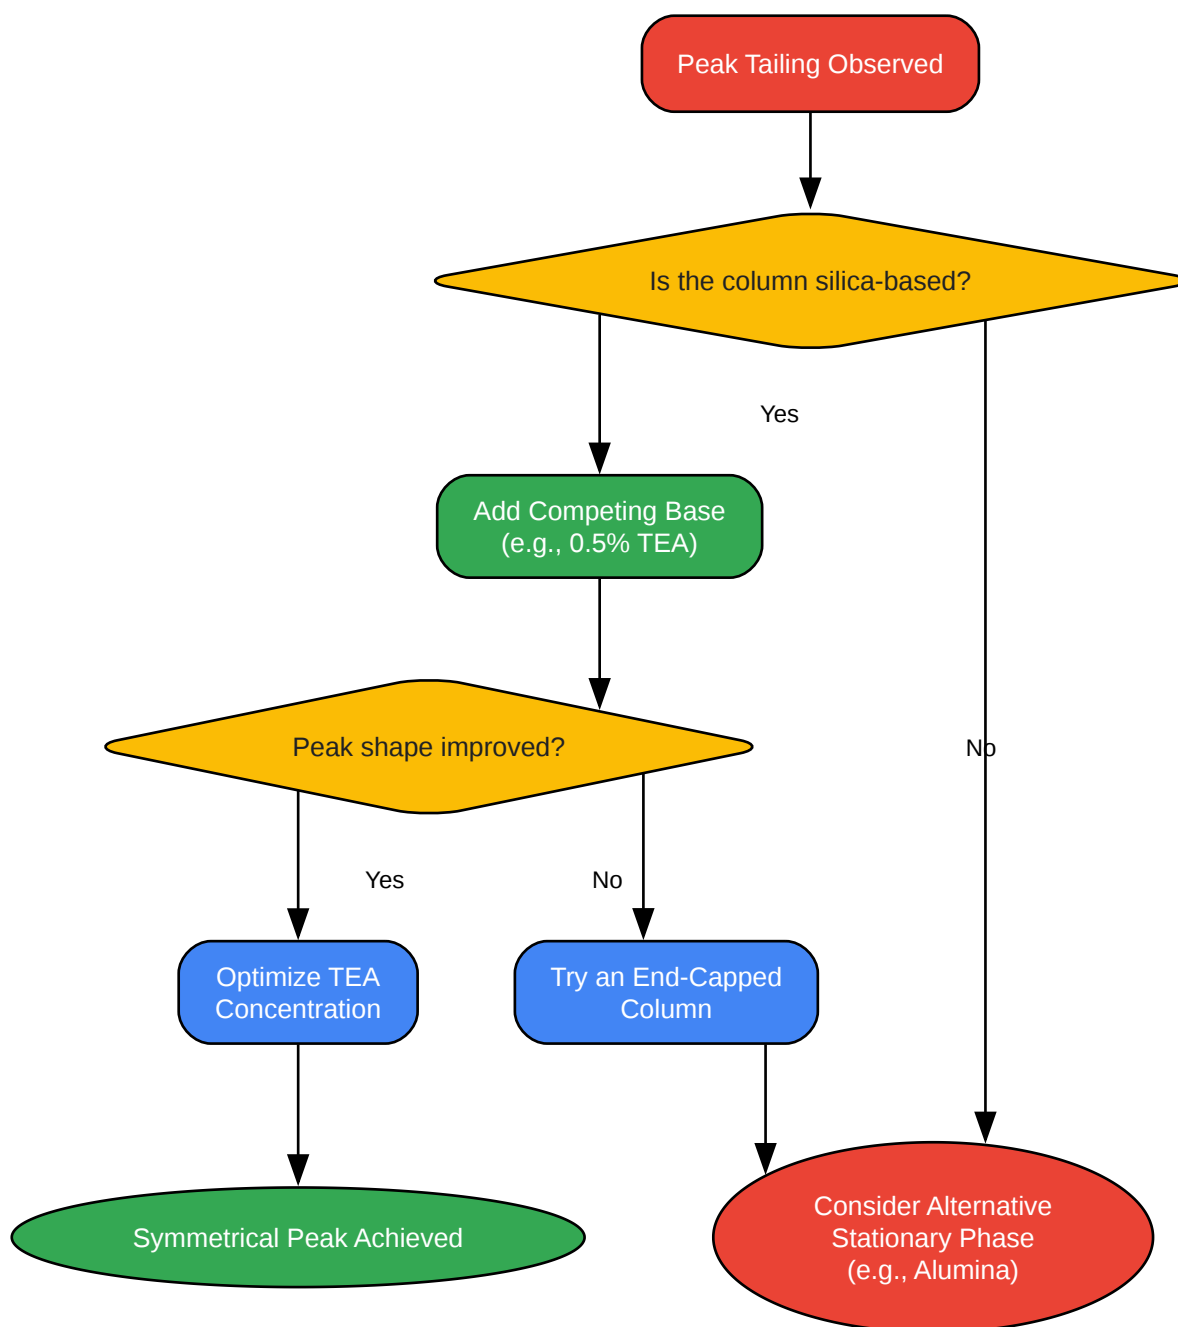 Peak Tailing Observed
Is the column silica-based?
Yes
Add Competing Base
(e.g., 0.5% TEA)
Peak shape improved?
No
Yes
No
Optimize TEA
Concentration
Try an End-Capped
Column
Symmetrical Peak Achieved
Consider Alternative
Stationary Phase
(e.g., Alumina)